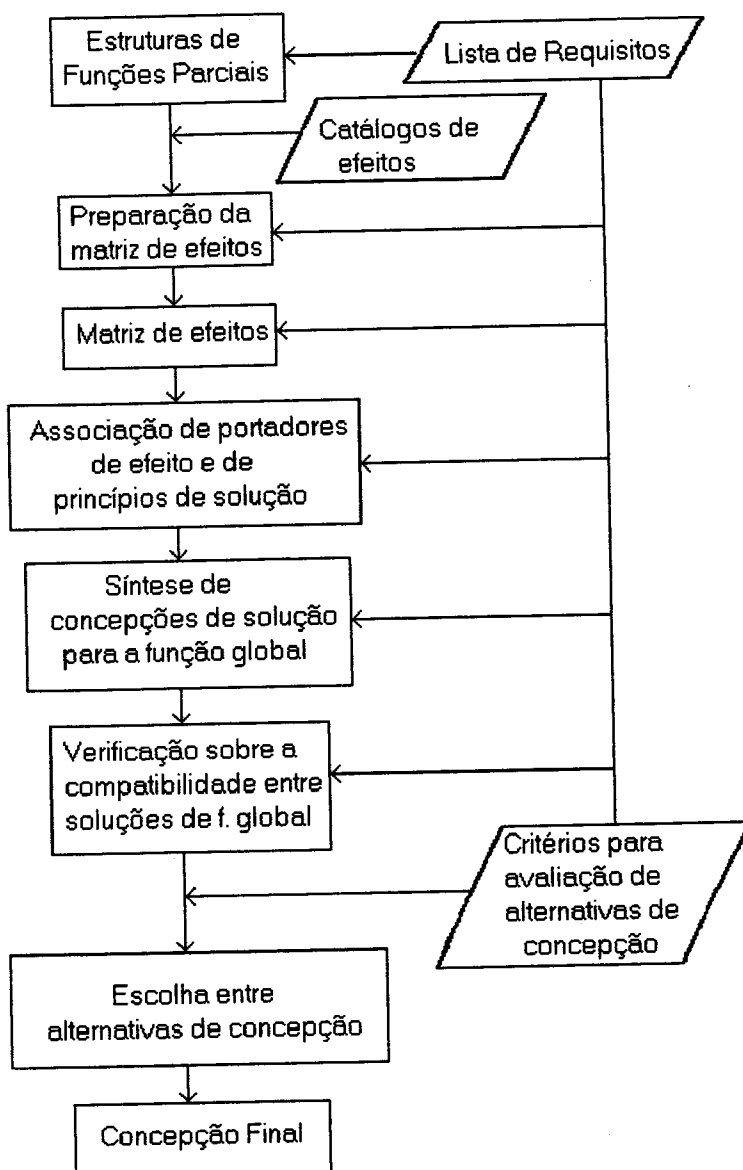 Estruturas de
Funções Parciais
Lista de Requisitos
Catálogos de
efeitos
Preparação da
matriz de efeitos
Matriz de efeitos
Associação de portadores
de efeito e de
princípios de solução
Síntese de
concepções de solução
para a função global
Verificação sobre a
compatibilidade entre
soluções de f. global
Critérios para
avaliação de
alternativas de
concepção
Escolha entre
alternativas de concepção
Concepção Final